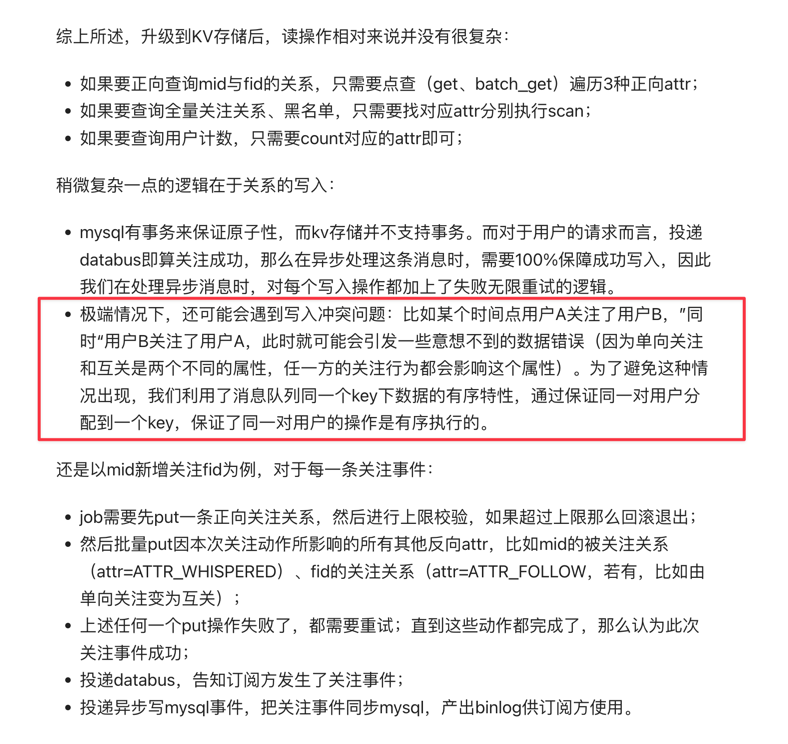 综上所述，升级到KV存储后，读操作相对来说并没有很复杂：
• 如果要正向查询mid与fid的关系，只需要点查（get、batch_get）遍历3种正向attr；
• 如果要查询全量关注关系、黑名单，只需要找对应attr分别执行scan；
• 如果要查询用户计数，只需要count对应的attr即可；
稍微复杂一点的逻辑在于关系的写入：
• mysql有事务来保证原子性，而kv存储并不支持事务。而对于用户的请求而言，投递
databus即算关注成功，那么在异步处理这条消息时，需要100%保障成功写入，因此
我们在处理异步消息时，对每个写入操作都加上了失败无限重试的逻辑。
• 极端情况下，还可能会遇到写入冲突问题：比如某个时间点用户A关注了用户B，”同
时“用户B关注了用户A，此时就可能会引发一些意想不到的数据错误（因为单向关注
和互关是两个不同的属性，任一方的关注行为都会影响这个属性）。为了避免这种情
况出现，我们利用了消息队列同一个key下数据的有序特性，通过保证同一对用户分
配到一个key，保证了同一对用户的操作是有序执行的。
还是以mid新增关注fid为例，对于每一条关注事件：
• job需要先put一条正向关注关系，然后进行上限校验，如果超过上限那么回滚退出；
• 然后批量put因本次关注动作所影响的所有其他反向attr，比如mid的被关注关系
（attr=ATTR_WHISPERED）、fid的关注关系（attr=ATTR_FOLLOW，若有，比如由
单向关注变为互关）；
• 上述任何一个put操作失败了，都需要重试；直到这些动作都完成了，那么认为此次
关注事件成功；
• 投递databus，告知订阅方发生了关注事件；
• 投递异步写mysql事件，把关注事件同步mysql，产出binlog供订阅方使用。